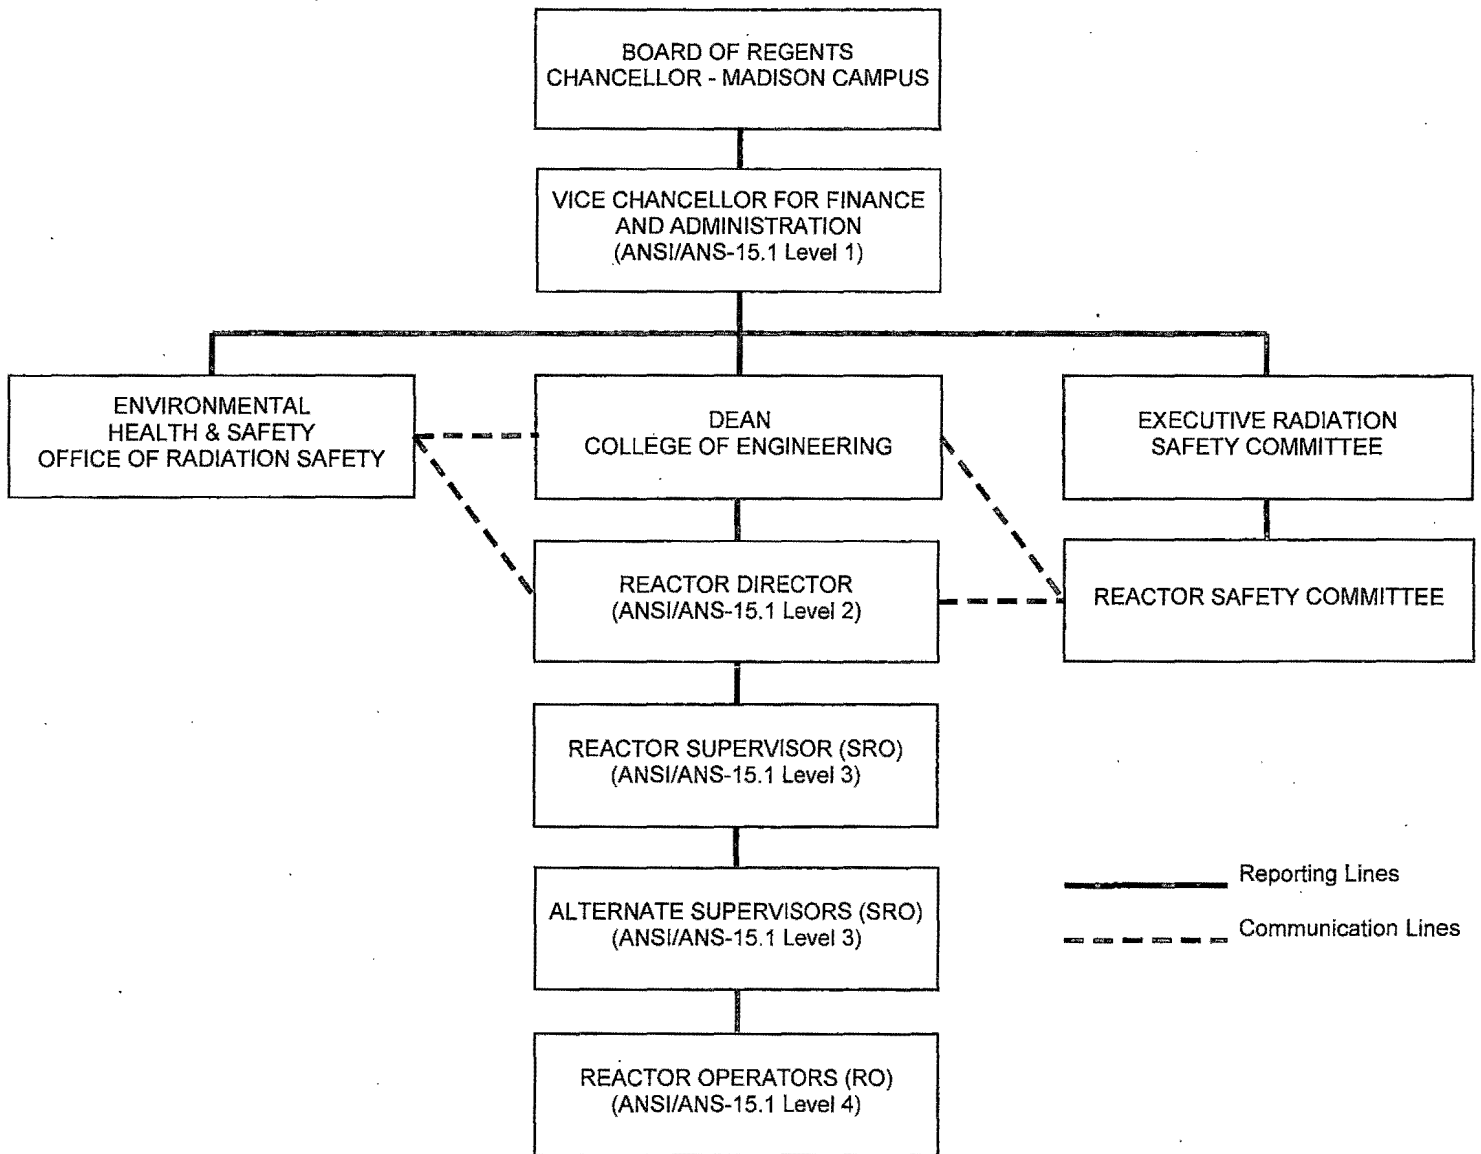 BOARD OF REGENTS
CHANCELLOR - MADISON CAMPUS
VICE CHANCELLOR FOR FINANCE
AND ADMINISTRATION
(ANSI/ANS-15.1 Level 1)
ENVIRONMENTAL
HEALTH & SAFETY
OFFICE OF RADIATION SAFETY
DEAN
COLLEGE OF ENGINEERING
EXECUTIVE RADIATION
SAFETY COMMITTEE
REACTOR DIRECTOR
(ANSI/ANS-15.1 Level 2)
REACTOR SAFETY COMMITTEE
REACTOR SUPERVISOR (SRO)
(ANSI/ANS-15.1 Level 3)
ALTERNATE SUPERVISORS (SRO)
(ANSI/ANS-15.1 Level 3)
Reporting Lines
Communication Lines
REACTOR OPERATORS (RO)
(ANSI/ANS-15.1 Level 4)